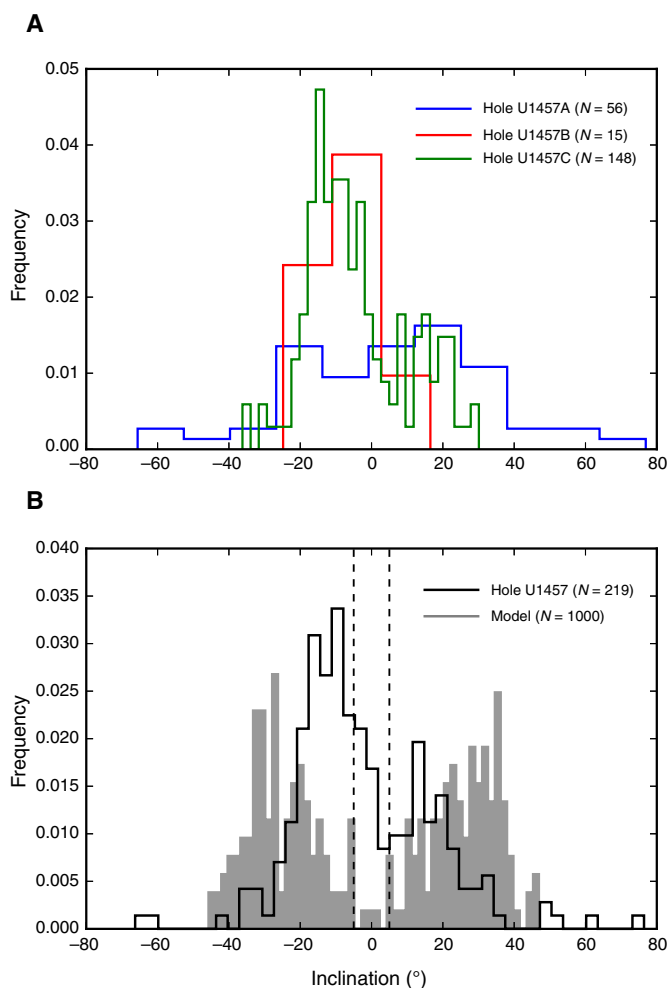 A
0.05
0.04
0.03
0.02
0.01
0.00
Frequency
Hole U1457A (N = 56)
Hole U1457B (N = 15)
Hole U1457C (N = 148)
−80 −60 −40 −20 0 20 40 60 80
B
0.040
0.035
0.030
0.025
0.020
0.015
0.010
0.005
0.000
Frequency
Hole U1457 (N = 219)
Model (N = 1000)
−80 −60 −40 −20 0 20 40 60 80
Inclination (°)